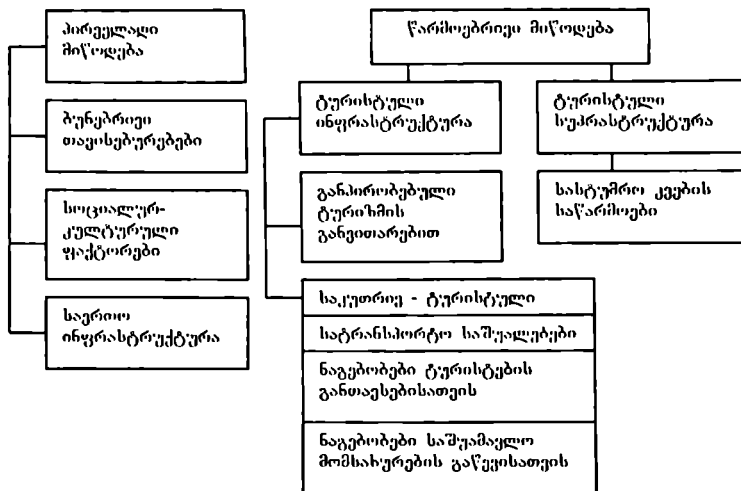 პირველადი
მიწოდება
ბუნებრივი
თავისებურებები
სოციალურ-
კულტურული
ფაქტორები
საერთო
ინფრასტრუქტურა
წარმოებრივი მიწოდება
ტურისტული
ინფრასტრუქტურა
განპირობებული
ტურიზმის
განვითარებით
საკუთრივ - ტურისტული
სატრანსპორტო საშუალებები
ნაგებობები ტურისტების
განთავსებისათვის
ნაგებობები საშუამავლო
მომსახურების გაწევისათვის
ტურისტული
სუპრასტრუქტურა
სასტუმრო კვების
საწარმოები